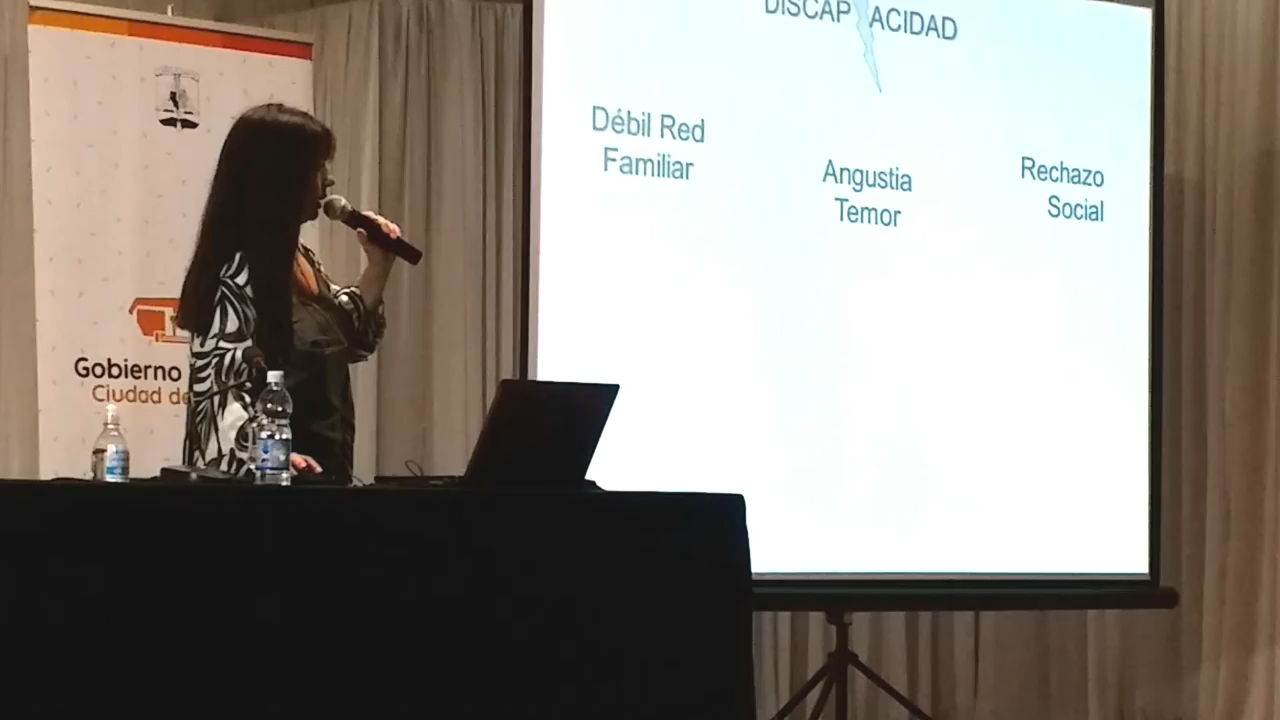 DISCAP ACIDAD
Débil Red
Familiar
Angustia
Temor
Rechazo
Social
Gobierno
Ciudad de